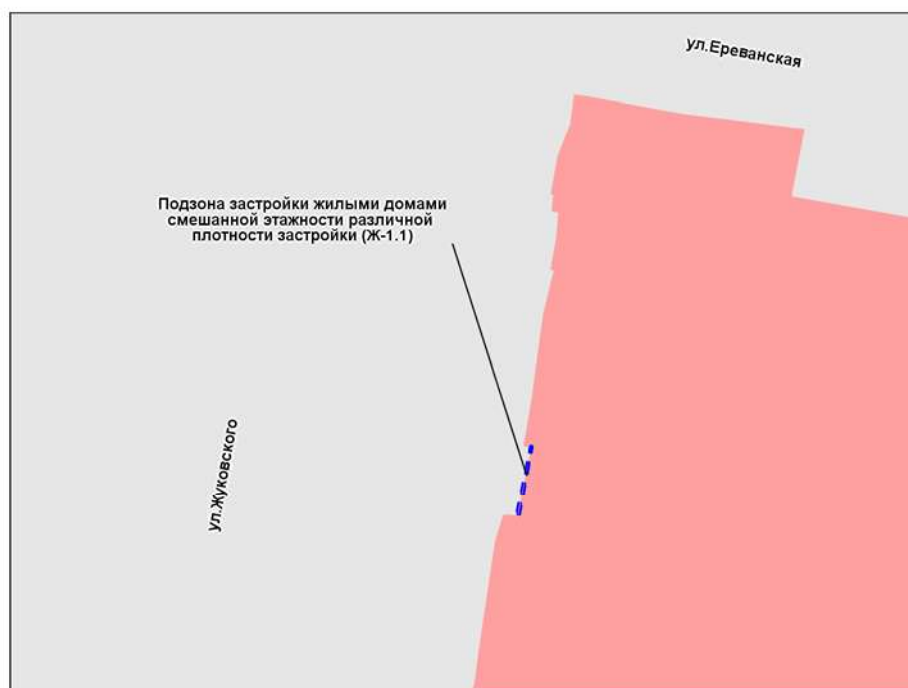 ул.Ереванская
Подзона застройки жилыми домами
смешанной этажности различной
плотности застройки (Ж-1.1)
ул.Жуковского